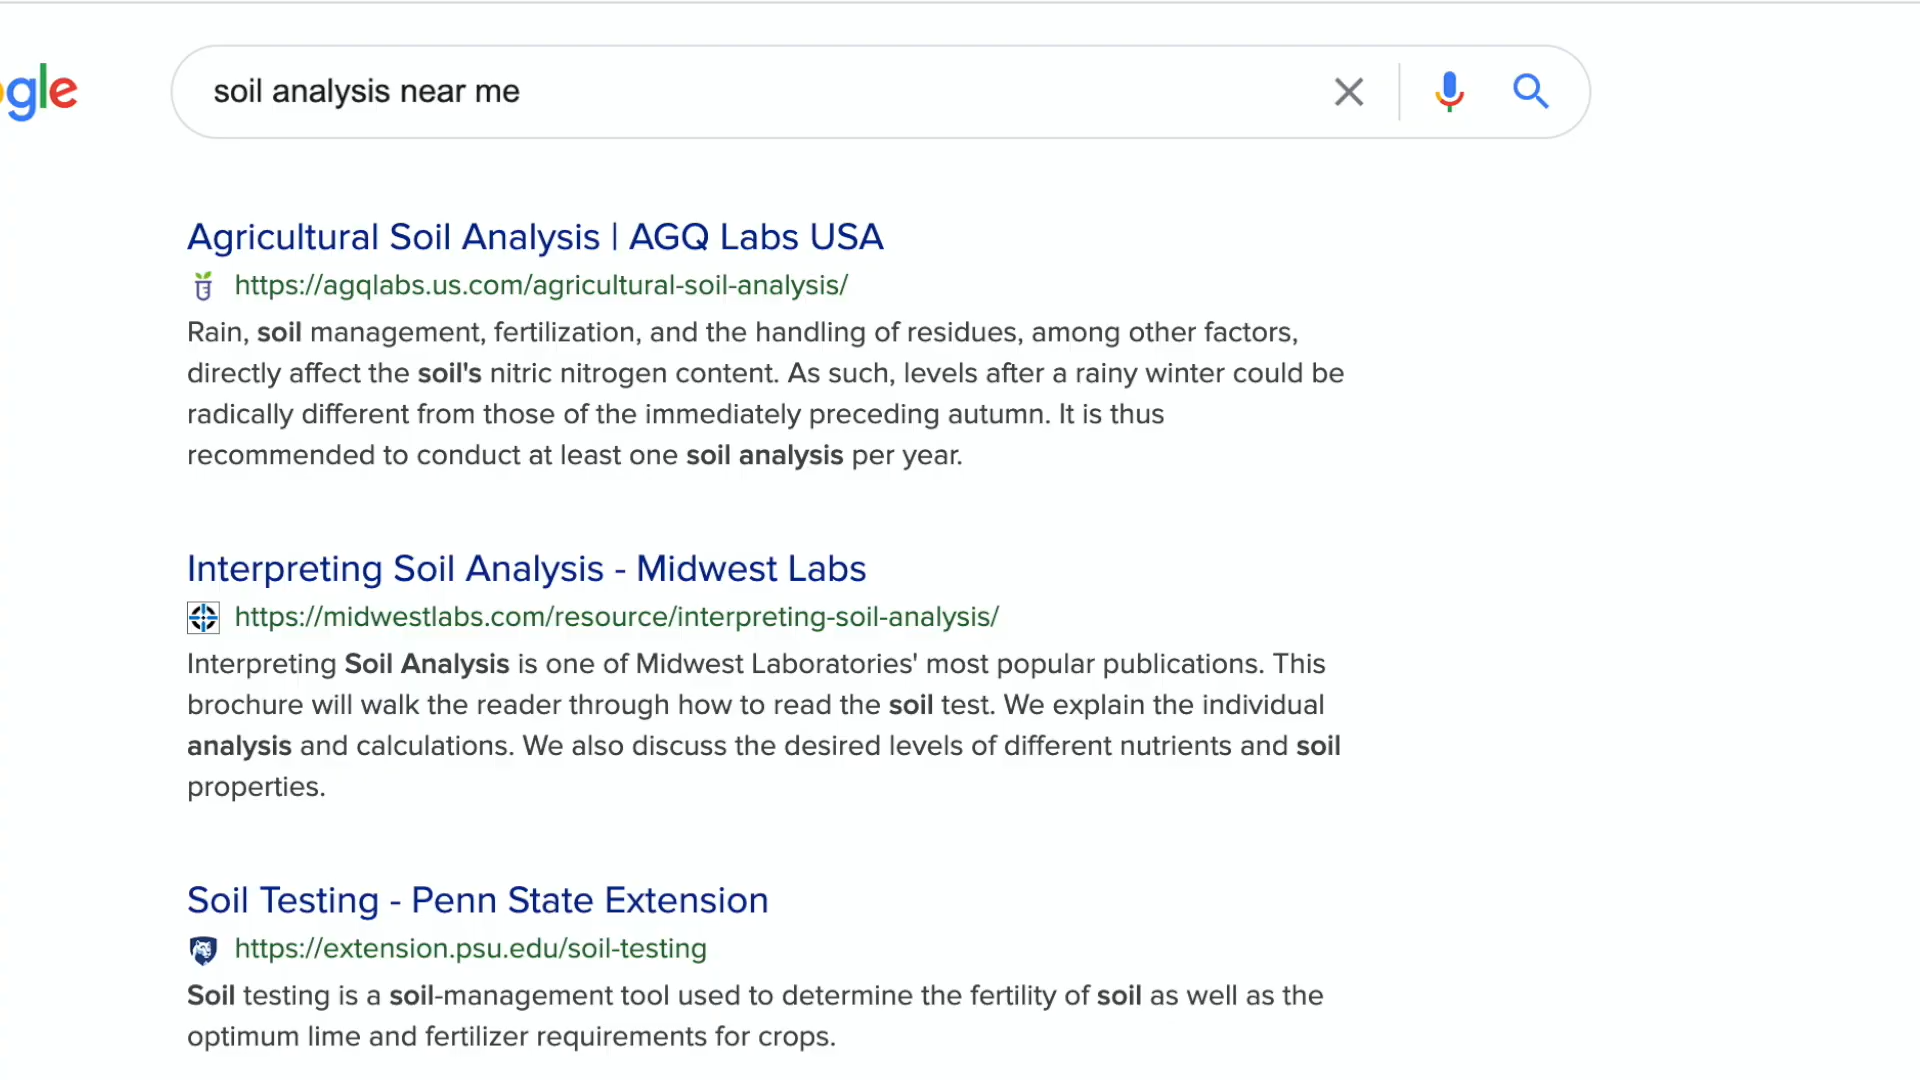 gle
soil analysis near me
Agricultural Soil Analysis | AGQ Labs USA
https://agqlabs.us.com/agricultural-soil-analysis/
Rain, soil management, fertilization, and the handling of residues, among other factors,
directly affect the soil's nitric nitrogen content. As such, levels after a rainy winter could be
radically different from those of the immediately preceding autumn. It is thus
recommended to conduct at least one soil analysis per year.
Interpreting Soil Analysis - Midwest Labs
https://midwestlabs.com/resource/interpreting-soil-analysis/
Interpreting Soil Analysis is one of Midwest Laboratories' most popular publications. This
brochure will walk the reader through how to read the soil test. We explain the individual
analysis and calculations. We also discuss the desired levels of different nutrients and soil
properties.
Soil Testing - Penn State Extension
https://extension.psu.edu/soil-testing
Soil testing is a soil-management tool used to determine the fertility of soil as well as the
optimum lime and fertilizer requirements for crops.